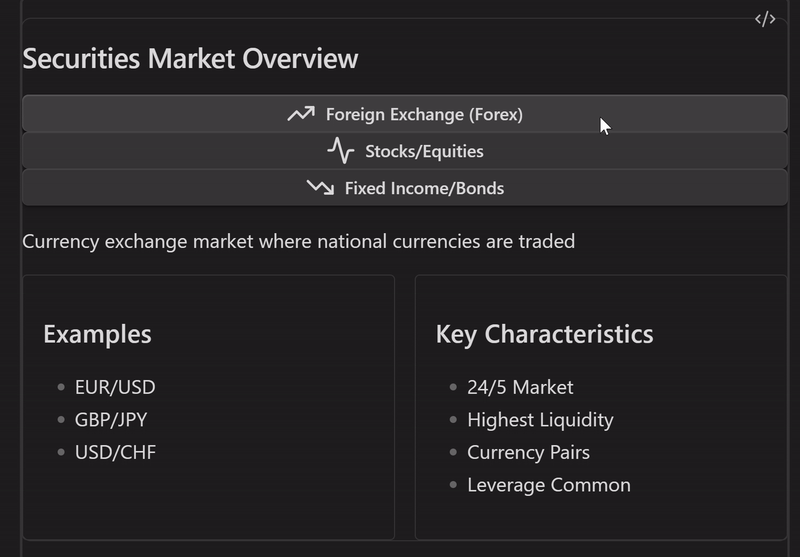 </>
Securities Market Overview
Foreign Exchange (Forex)
Stocks/Equities
Fixed Income/Bonds
Currency exchange market where national currencies are traded
Examples
EUR/USD
GBP/JPY
USD/CHF
Key Characteristics
24/5 Market
Highest Liquidity
Currency Pairs
Leverage Common